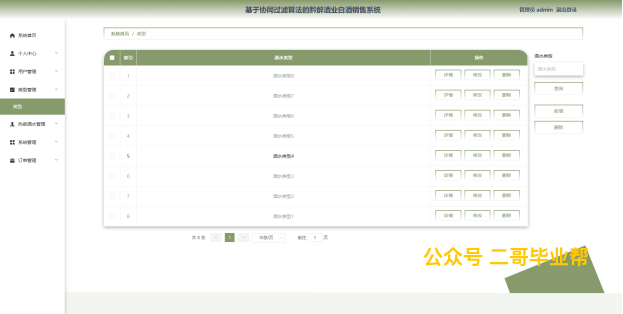 基于协同过滤算法的黔醉酒业白酒销售系统
管理员 admin 退出登录
系统首页
个人中心
用户管理
类型管理
类型
热卖酒水管理
系统管理
订单管理
系统首页 / 类型
索引 酒水类型 操作
1 酒水类型8 详情 修改 删除
2 酒水类型7 详情 修改 删除
3 酒水类型6 详情 修改 删除
4 酒水类型5 详情 修改 删除
5 酒水类型4 详情 修改 删除
6 酒水类型3 详情 修改 删除
7 酒水类型2 详情 修改 删除
8 酒水类型1 详情 修改 删除
共 8 条 < 1 > 10条/页 前往 1 页
酒水类型
酒水类型
查询
新增
删除
公众号 二哥毕业帮